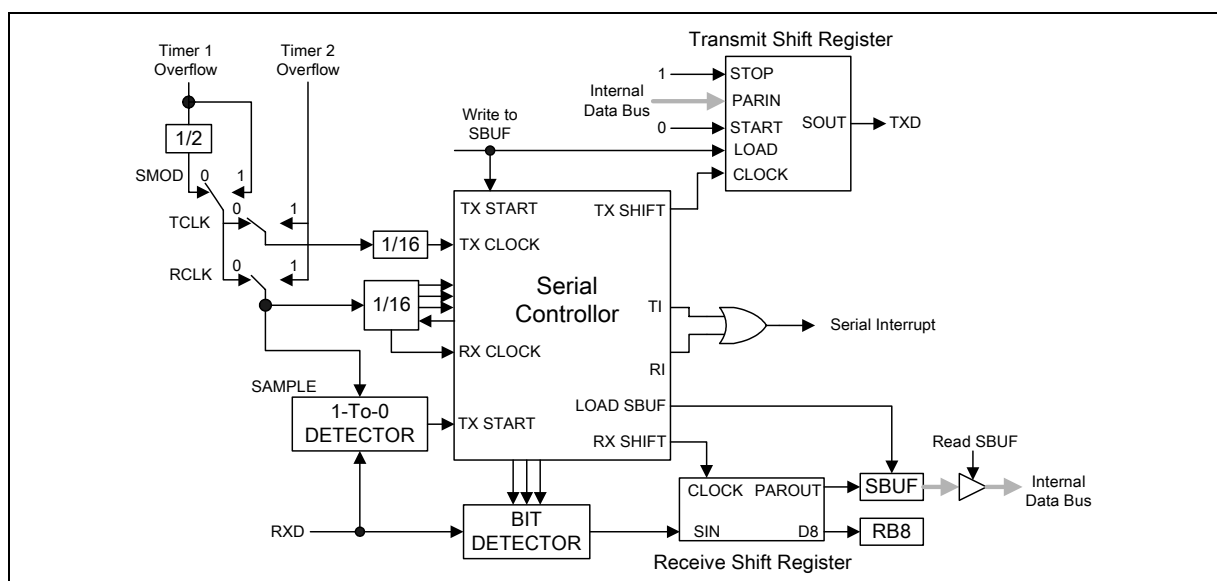 Transmit Shift Register
Timer 1
Overflow
Timer 2
Overflow
1
STOP
Internal
Data Bus
PARIN
0
START
SOUT
TXD
LOAD
CLOCK
Write to
SBUF
1/2
SMOD
0
1
TCLK
0
1
RCLK
0
1
1/16
1/16
TX START
TX SHIFT
TX CLOCK
Serial
Controllor
TI
RI
Serial Interrupt
RX CLOCK
SAMPLE
1-To-0
DETECTOR
TX START
LOAD SBUF
RX SHIFT
Read SBUF
CLOCK
PAROUT
SBUF
Internal
Data Bus
RXD
BIT
DETECTOR
SIN
D8
RB8
Receive Shift Register